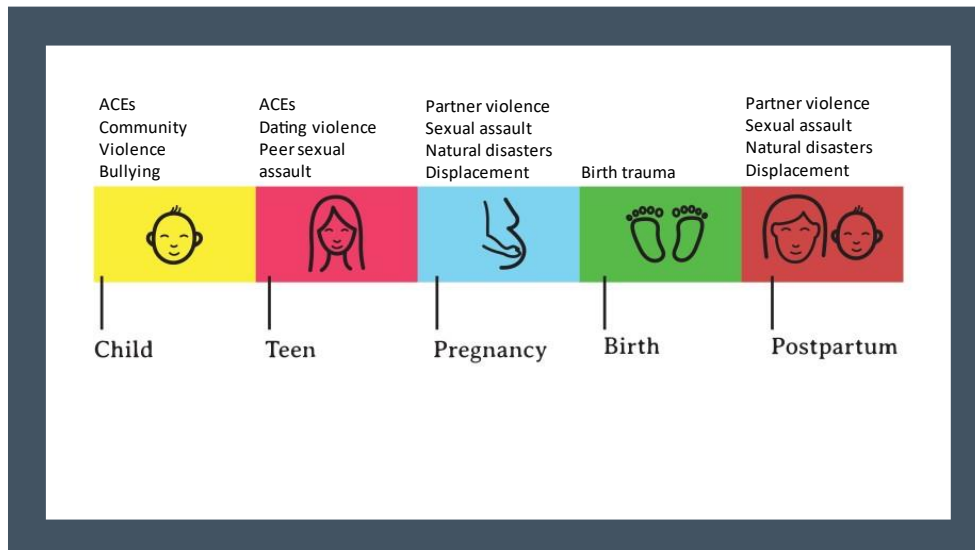 ACEs
Community
Violence
Bullying
ACEs
Dating violence
Peer sexual
assault
Partner violence
Sexual assault
Natural disasters
Displacement
Birth trauma
Partner violence
Sexual assault
Natural disasters
Displacement
Child
Teen
Pregnancy
Birth
Postpartum